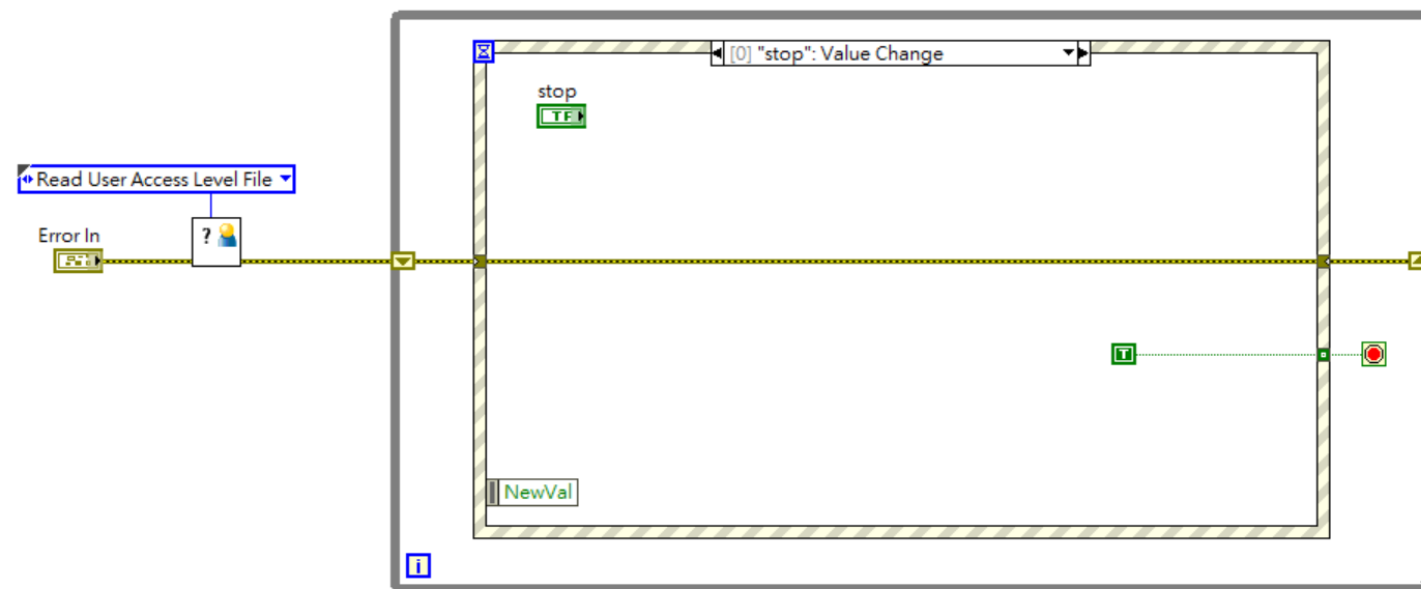 [0] "stop": Value Change
stop
TF
Read User Access Level File
Error In
?
T
NewVal
i